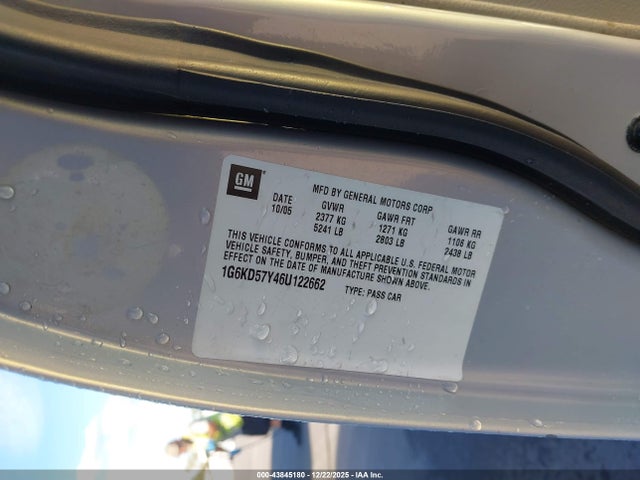 GM
MFD BY GENERAL MOTORS CORP
DATE GVWR GAWR FRT GAWR RR
10/05 2377 KG 1271 KG 1106 KG
5241 LB 2803 LB 2438 LB
THIS VEHICLE CONFORMS TO ALL APPLICABLE U.S. FEDERAL MOTOR
VEHICLE SAFETY, BUMPER, AND THEFT PREVENTION STANDARDS IN
EFFECT ON THE DATE OF MANUFACTURE SHOWN ABOVE.
1G6KD57Y46U122662 TYPE: PASS CAR
000-43845180 - 12/22/2025 - IAA Inc.